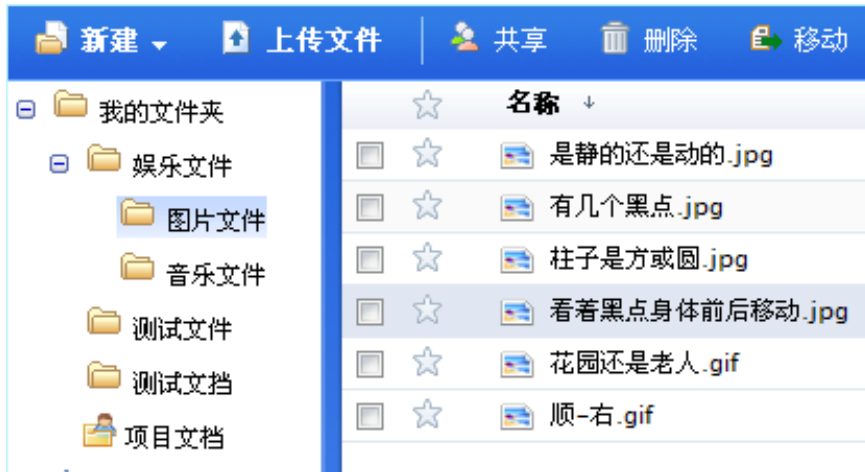 新建 上传文件 共享 删除 移动
我的文件夹
娱乐文件
图片文件
音乐文件
测试文件
测试文档
项目文档
名称 ↓
是静的还是动的.jpg
有几个黑点.jpg
柱子是方或圆.jpg
看着黑点身体前后移动.jpg
花园还是老人.gif
顺-右.gif